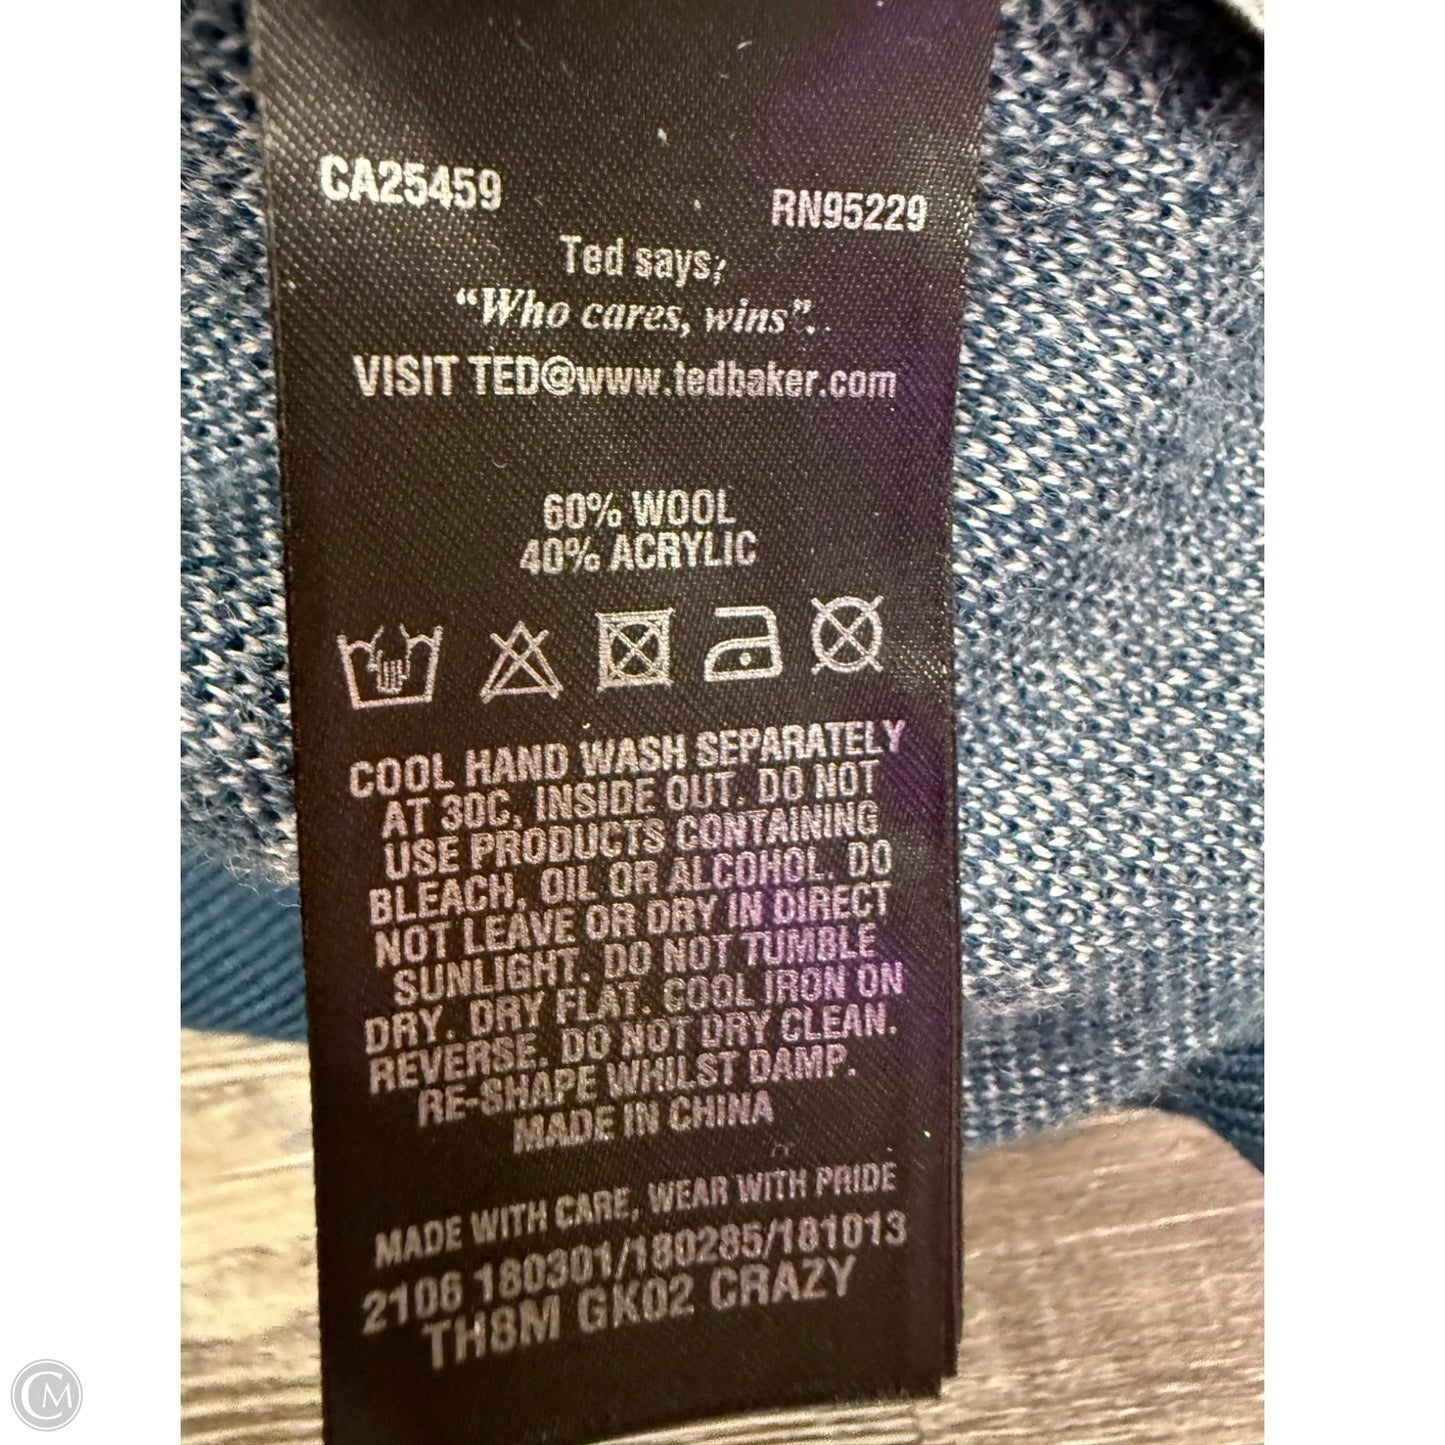 CA25459
RN95229
Ted says,
“Who cares, wins”.
VISIT TED@www.tedbaker.com
60% WOOL
40% ACRYLIC
COOL HAND WASH SEPARATELY
AT 30C. INSIDE OUT. DO NOT
USE PRODUCTS CONTAINING
BLEACH, OIL OR ALCOHOL. DO
NOT LEAVE OR DRY IN DIRECT
SUNLIGHT. DO NOT TUMBLE
DRY. DRY FLAT. COOL IRON ON
REVERSE. DO NOT DRY CLEAN.
RE-SHAPE WHILST DAMP.
MADE IN CHINA
MADE WITH CARE, WEAR WITH PRIDE
2106 180301/180285/181013
TH8M GK02 CRAZY
CM